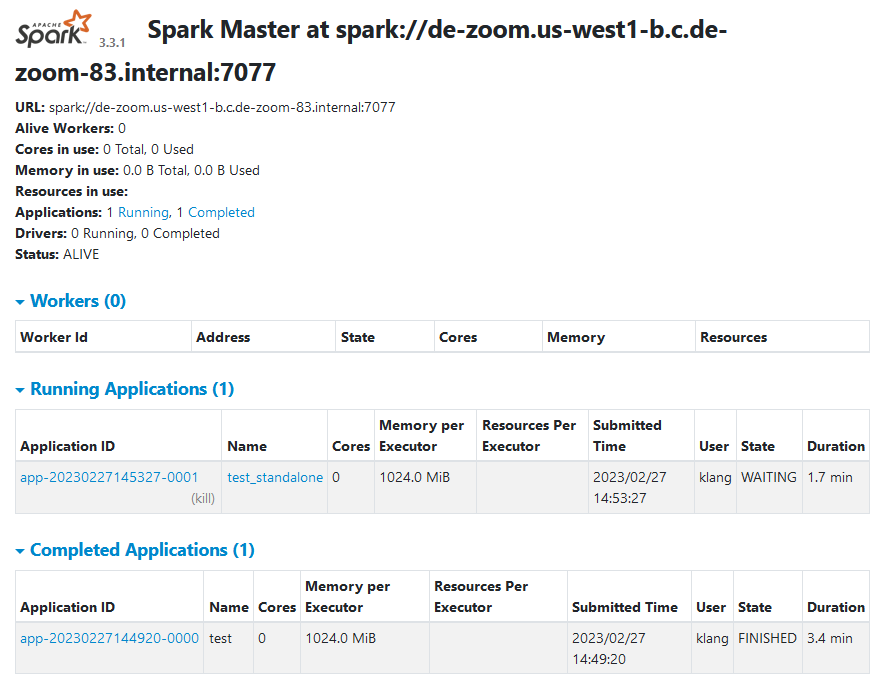 APACHE
Spark 3.3.1 Spark Master at spark://de-zoom.us-west1-b.c.de-
zoom-83.internal:7077
URL: spark://de-zoom.us-west1-b.c.de-zoom-83.internal:7077
Alive Workers: 0
Cores in use: 0 Total, 0 Used
Memory in use: 0.0 B Total, 0.0 B Used
Resources in use:
Applications: 1 Running, 1 Completed
Drivers: 0 Running, 0 Completed
Status: ALIVE
Workers (0)
Worker Id Address State Cores Memory Resources
Running Applications (1)
Memory per Resources Per Submitted
Application ID Name Cores Executor Executor Time User State Duration
app-20230227145327-0001 test_standalone 0 1024.0 MiB 2023/02/27 klang WAITING 1.7 min
(kill) 14:53:27
Completed Applications (1)
Memory per Resources Per
Application ID Name Cores Executor Executor Submitted Time User State Duration
app-20230227144920-0000 test 0 1024.0 MiB 2023/02/27 klang FINISHED 3.4 min
14:49:20